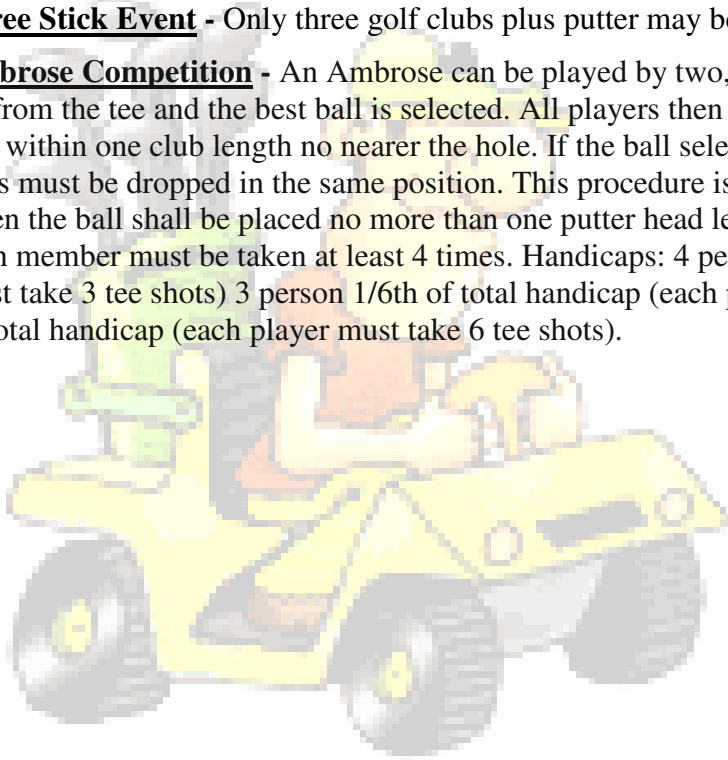 ree Stick Event - Only three golf clubs plus putter may be
brose Competition - An Ambrose can be played by two,
from the tee and the best ball is selected. All players then
within one club length no nearer the hole. If the ball sele
s must be dropped in the same position. This procedure is
en the ball shall be placed no more than one putter head le
n member must be taken at least 4 times. Handicaps: 4 pe
st take 3 tee shots) 3 person 1/6th of total handicap (each p
otal handicap (each player must take 6 tee shots).